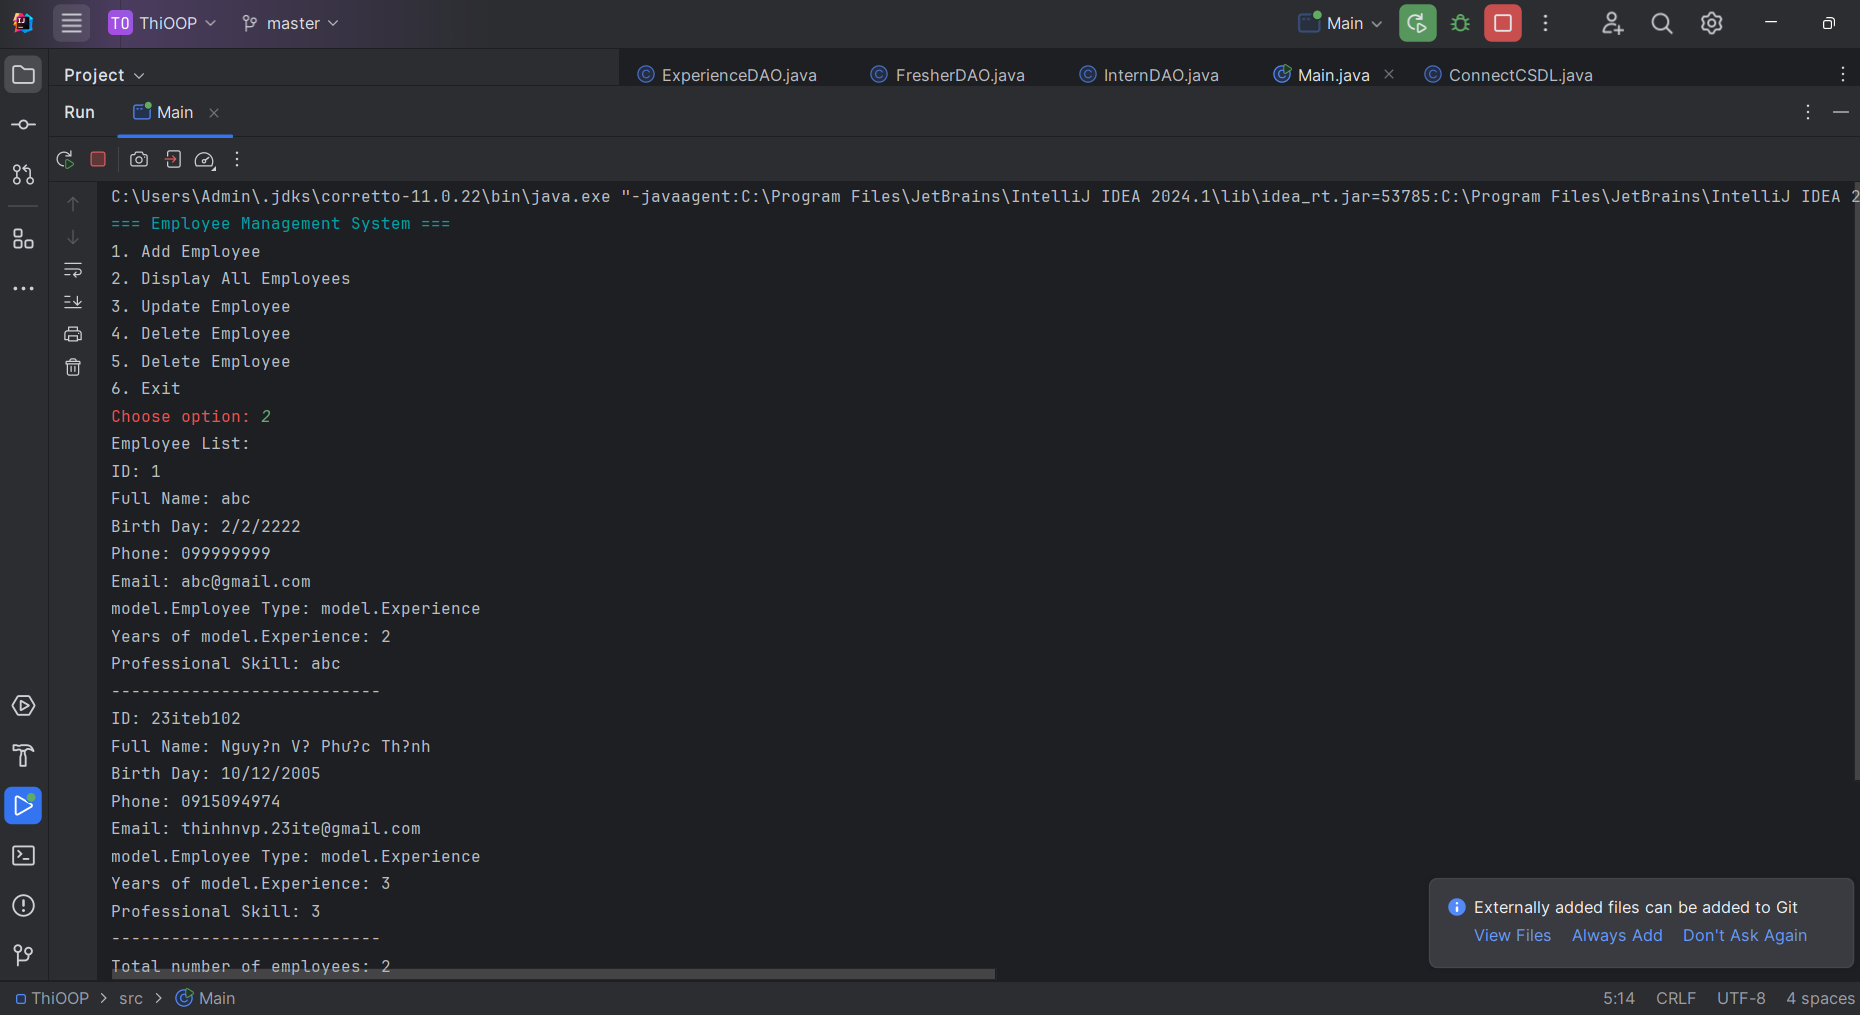 TO ThiOOP master Main
Project ExperienceDAO.java FresherDAO.java InternDAO.java Main.java ConnectCSDL.java
Run Main
C:\Users\Admin\.jdks\corretto-11.0.22\bin\java.exe "-javaagent:C:\Program Files\JetBrains\IntelliJ IDEA 2024.1\lib\idea_rt.jar=53785:C:\Program Files\JetBrains\IntelliJ IDEA 2
=== Employee Management System ===
1. Add Employee
2. Display All Employees
3. Update Employee
4. Delete Employee
5. Delete Employee
6. Exit
Choose option: 2
Employee List:
ID: 1
Full Name: abc
Birth Day: 2/2/2222
Phone: 099999999
Email: abc@gmail.com
model.Employee Type: model.Experience
Years of model.Experience: 2
Professional Skill: abc
---------------------------
ID: 23iteb102
Full Name: Nguy?n V? Phư?c Th?nh
Birth Day: 10/12/2005
Phone: 0915094974
Email: thinhnvp.23ite@gmail.com
model.Employee Type: model.Experience
Years of model.Experience: 3
Professional Skill: 3
---------------------------
Total number of employees: 2
Externally added files can be added to Git
View Files Always Add Don't Ask Again
ThiOOP > src > Main 5:14 CRLF UTF-8 4 spaces